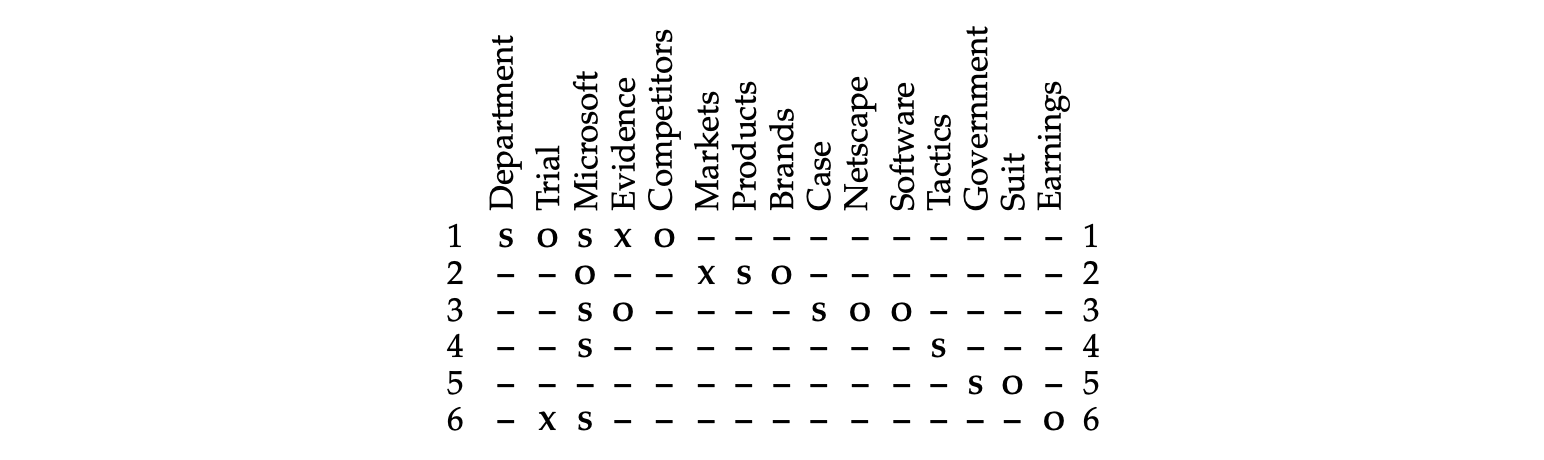 Department Trial Microsoft Evidence Competitors Markets Products Brands Case Netscape Software Tactics Government Suit Earnings
1 S O S X O – – – – – – – – – – 1
2 – – O – – X S O – – – – – – – 2
3 – – S O – – – – S O O – – – – 3
4 – – S – – – – – – – – S – – – 4
5 – – – – – – – – – – – – S O – 5
6 – X S – – – – – – – – – – – O 6